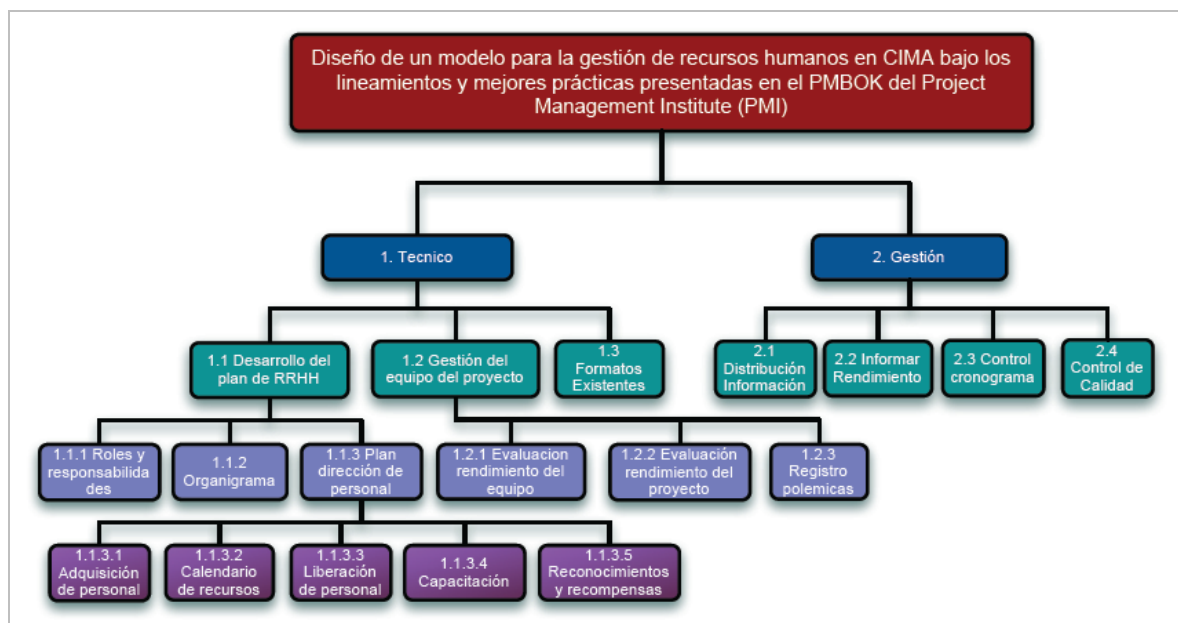 Diseño de un modelo para la gestión de recursos humanos en CIMA bajo los
lineamientos y mejores prácticas presentadas en el PMBOK del Project
Management Institute (PMI)
1. Tecnico
2. Gestión
1.1 Desarrollo del
plan de RRHH
1.2 Gestión del
equipo del proyecto
1.3
Formatos
Existentes
2.1
Distribución
Información
2.2 Informar
Rendimiento
2.3 Control
cronograma
2.4
Control de
Calidad
1.1.1 Roles y
responsabilida
des
1.1.2
Organigrama
1.1.3 Plan
dirección de
personal
1.2.1 Evaluacion
rendimiento del
equipo
1.2.2 Evaluación
rendimiento del
proyecto
1.2.3
Registro
polemicas
1.1.3.1
Adquisición
de personal
1.1.3.2
Calendario
de recursos
1.1.3.3
Liberación
de personal
1.1.3.4
Capacitación
1.1.3.5
Reconocimientos
y recompensas